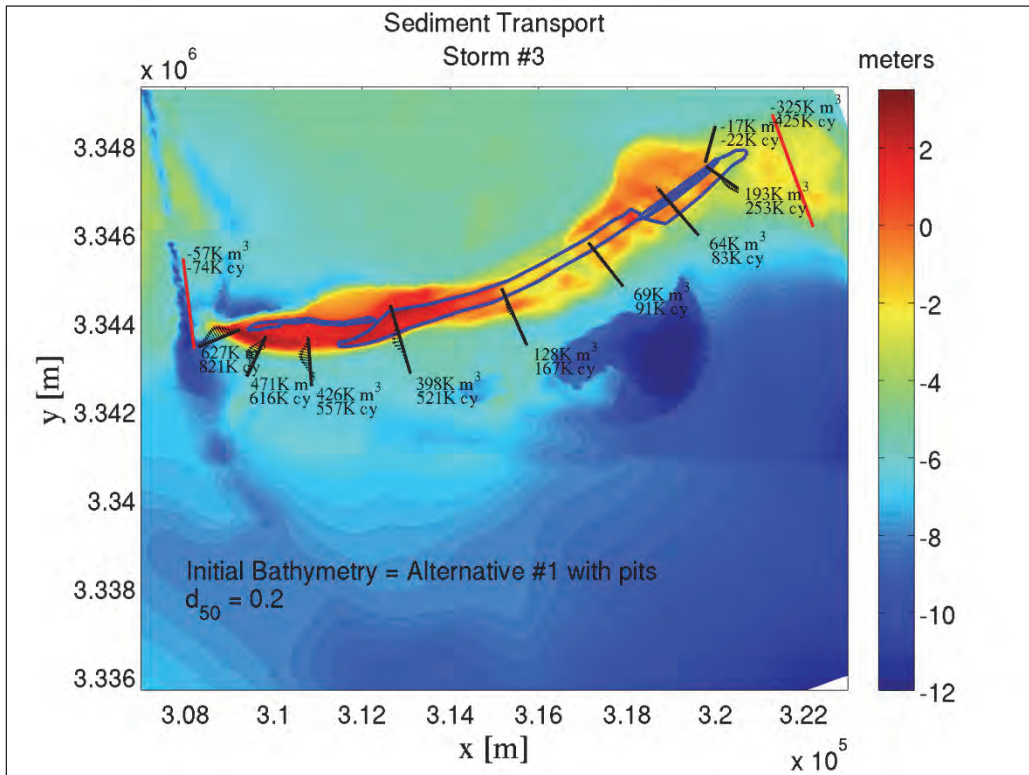 Sediment Transport
Storm #3
x 10^6
meters
-325K m^3
-425K cy
-17K m^3
-22K cy
193K m^3
253K cy
64K m^3
83K cy
69K m^3
91K cy
-57K m^3
-74K cy
128K m^3
167K cy
627K m^3
821K cy
471K m^3
616K cy
426K m^3
557K cy
398K m^3
521K cy
3.348
3.346
3.344
3.342
3.34
3.338
3.336
y [m]
Initial Bathymetry = Alternative #1 with pits
d_50 = 0.2
3.08
3.1
3.12
3.14
3.16
3.18
3.2
3.22
x [m]
x 10^5
2
0
-2
-4
-6
-8
-10
-12